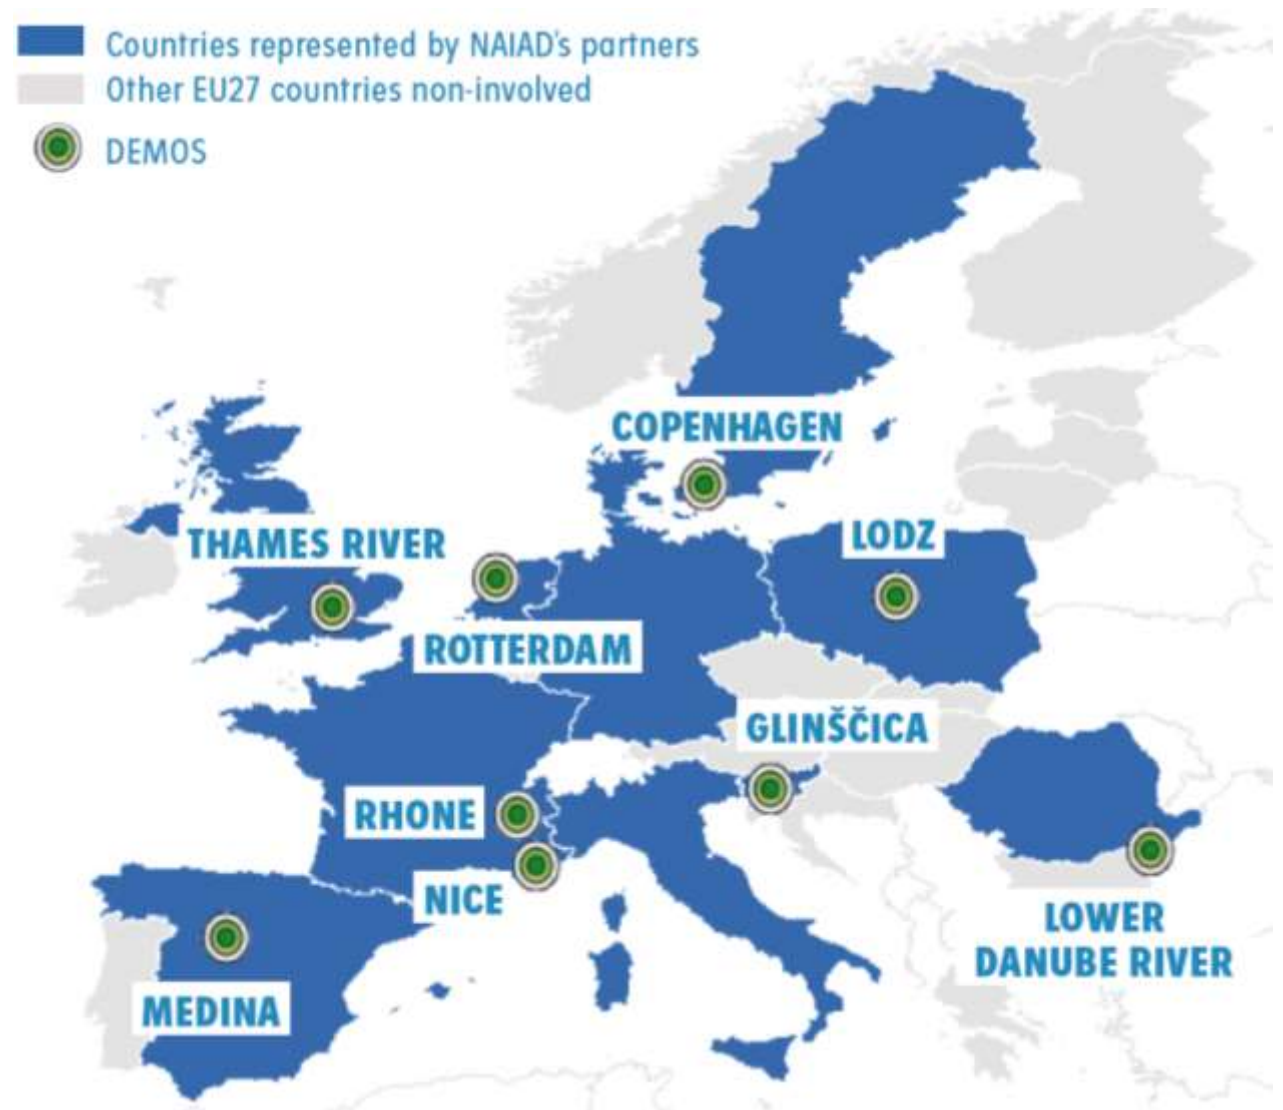 Countries represented by NAIAD's partners
Other EU27 countries non-involved
DEMOS
COPENHAGEN
THAMES RIVER
LODZ
ROTTERDAM
GLINŠČICA
RHONE
NICE
LOWER
DANUBE RIVER
MEDINA